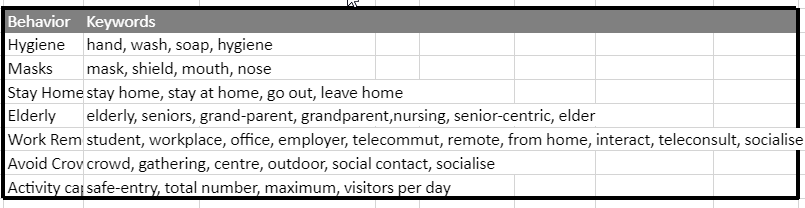 Behavior Keywords
Hygiene hand, wash, soap, hygiene
Masks mask, shield, mouth, nose
Stay Home stay home, stay at home, go out, leave home
Elderly elderly, seniors, grand-parent, grandparent,nursing, senior-centric, elder
Work Rem student, workplace, office, employer, telecommut, remote, from home, interact, teleconsult, socialise
Avoid Crov crowd, gathering, centre, outdoor, social contact, socialise
Activity cap safe-entry, total number, maximum, visitors per day